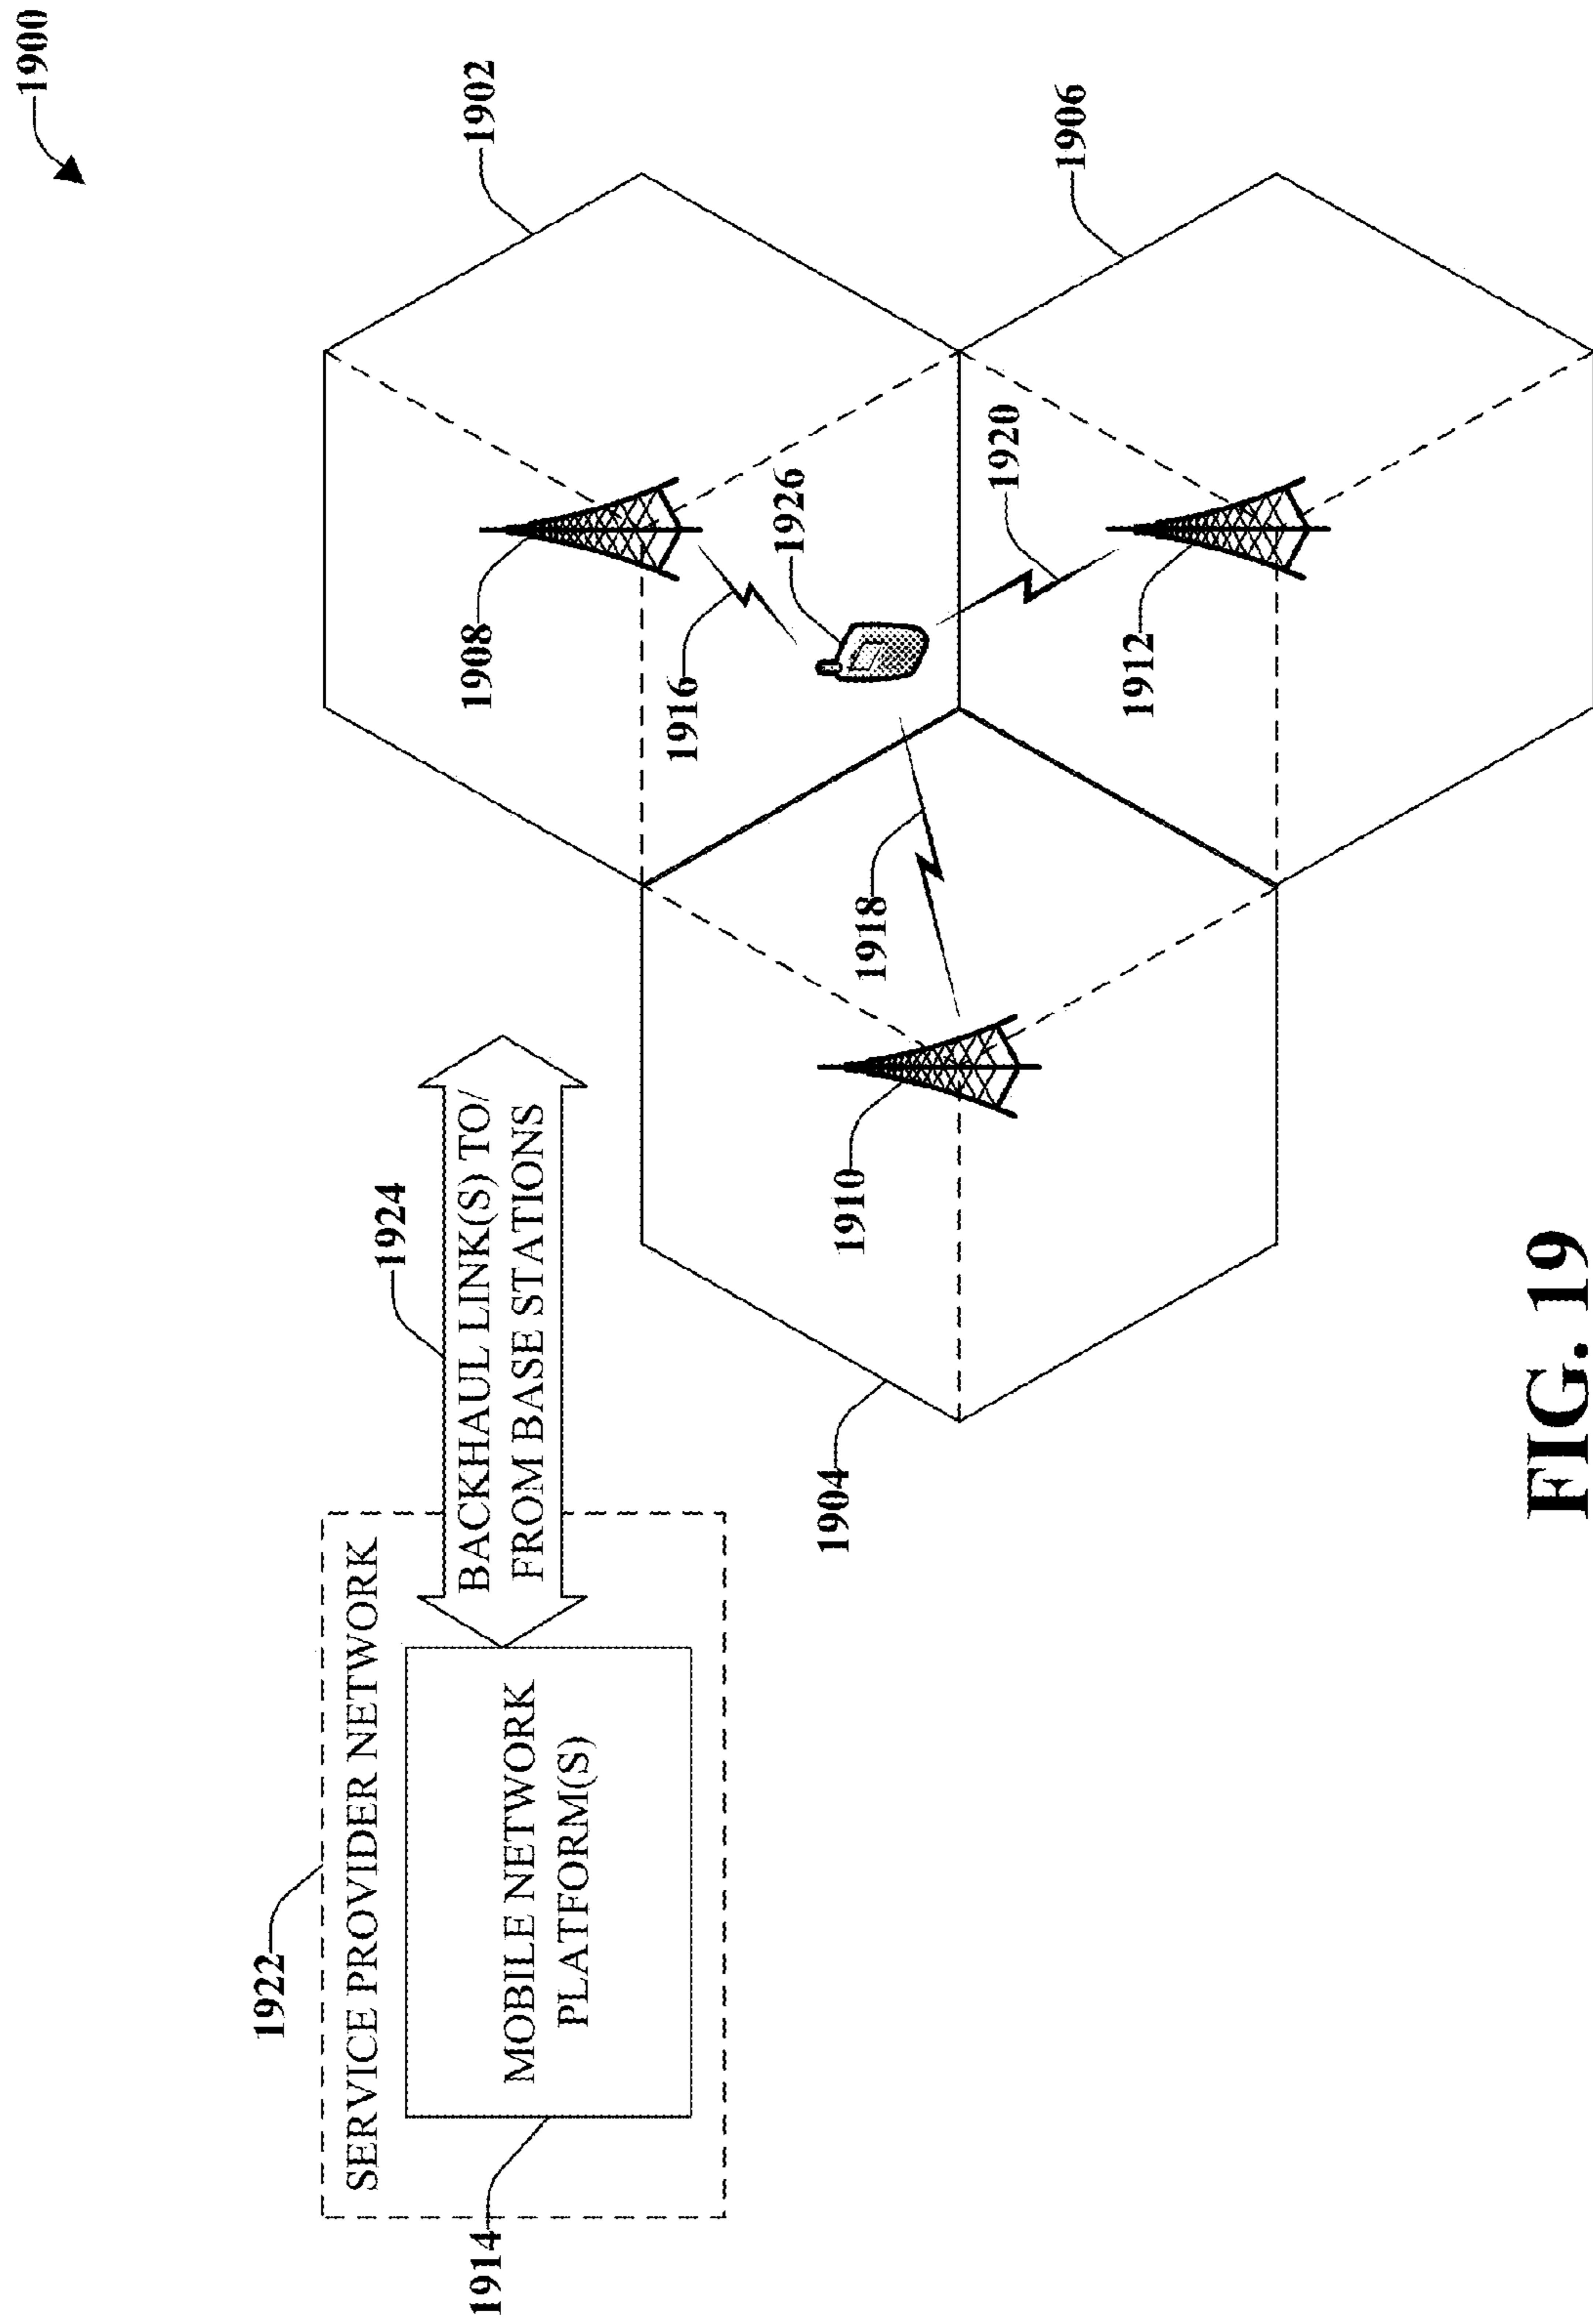 1900
1922
SERVICE PROVIDER NETWORK
MOBILE NETWORK
PLATFORM(S)
1914
1924
BACKHAUL LINK(S) TO/
FROM BASE STATIONS
1902
1908
1916
1926
1918
1920
1906
1910
1912
1904
FIG. 19